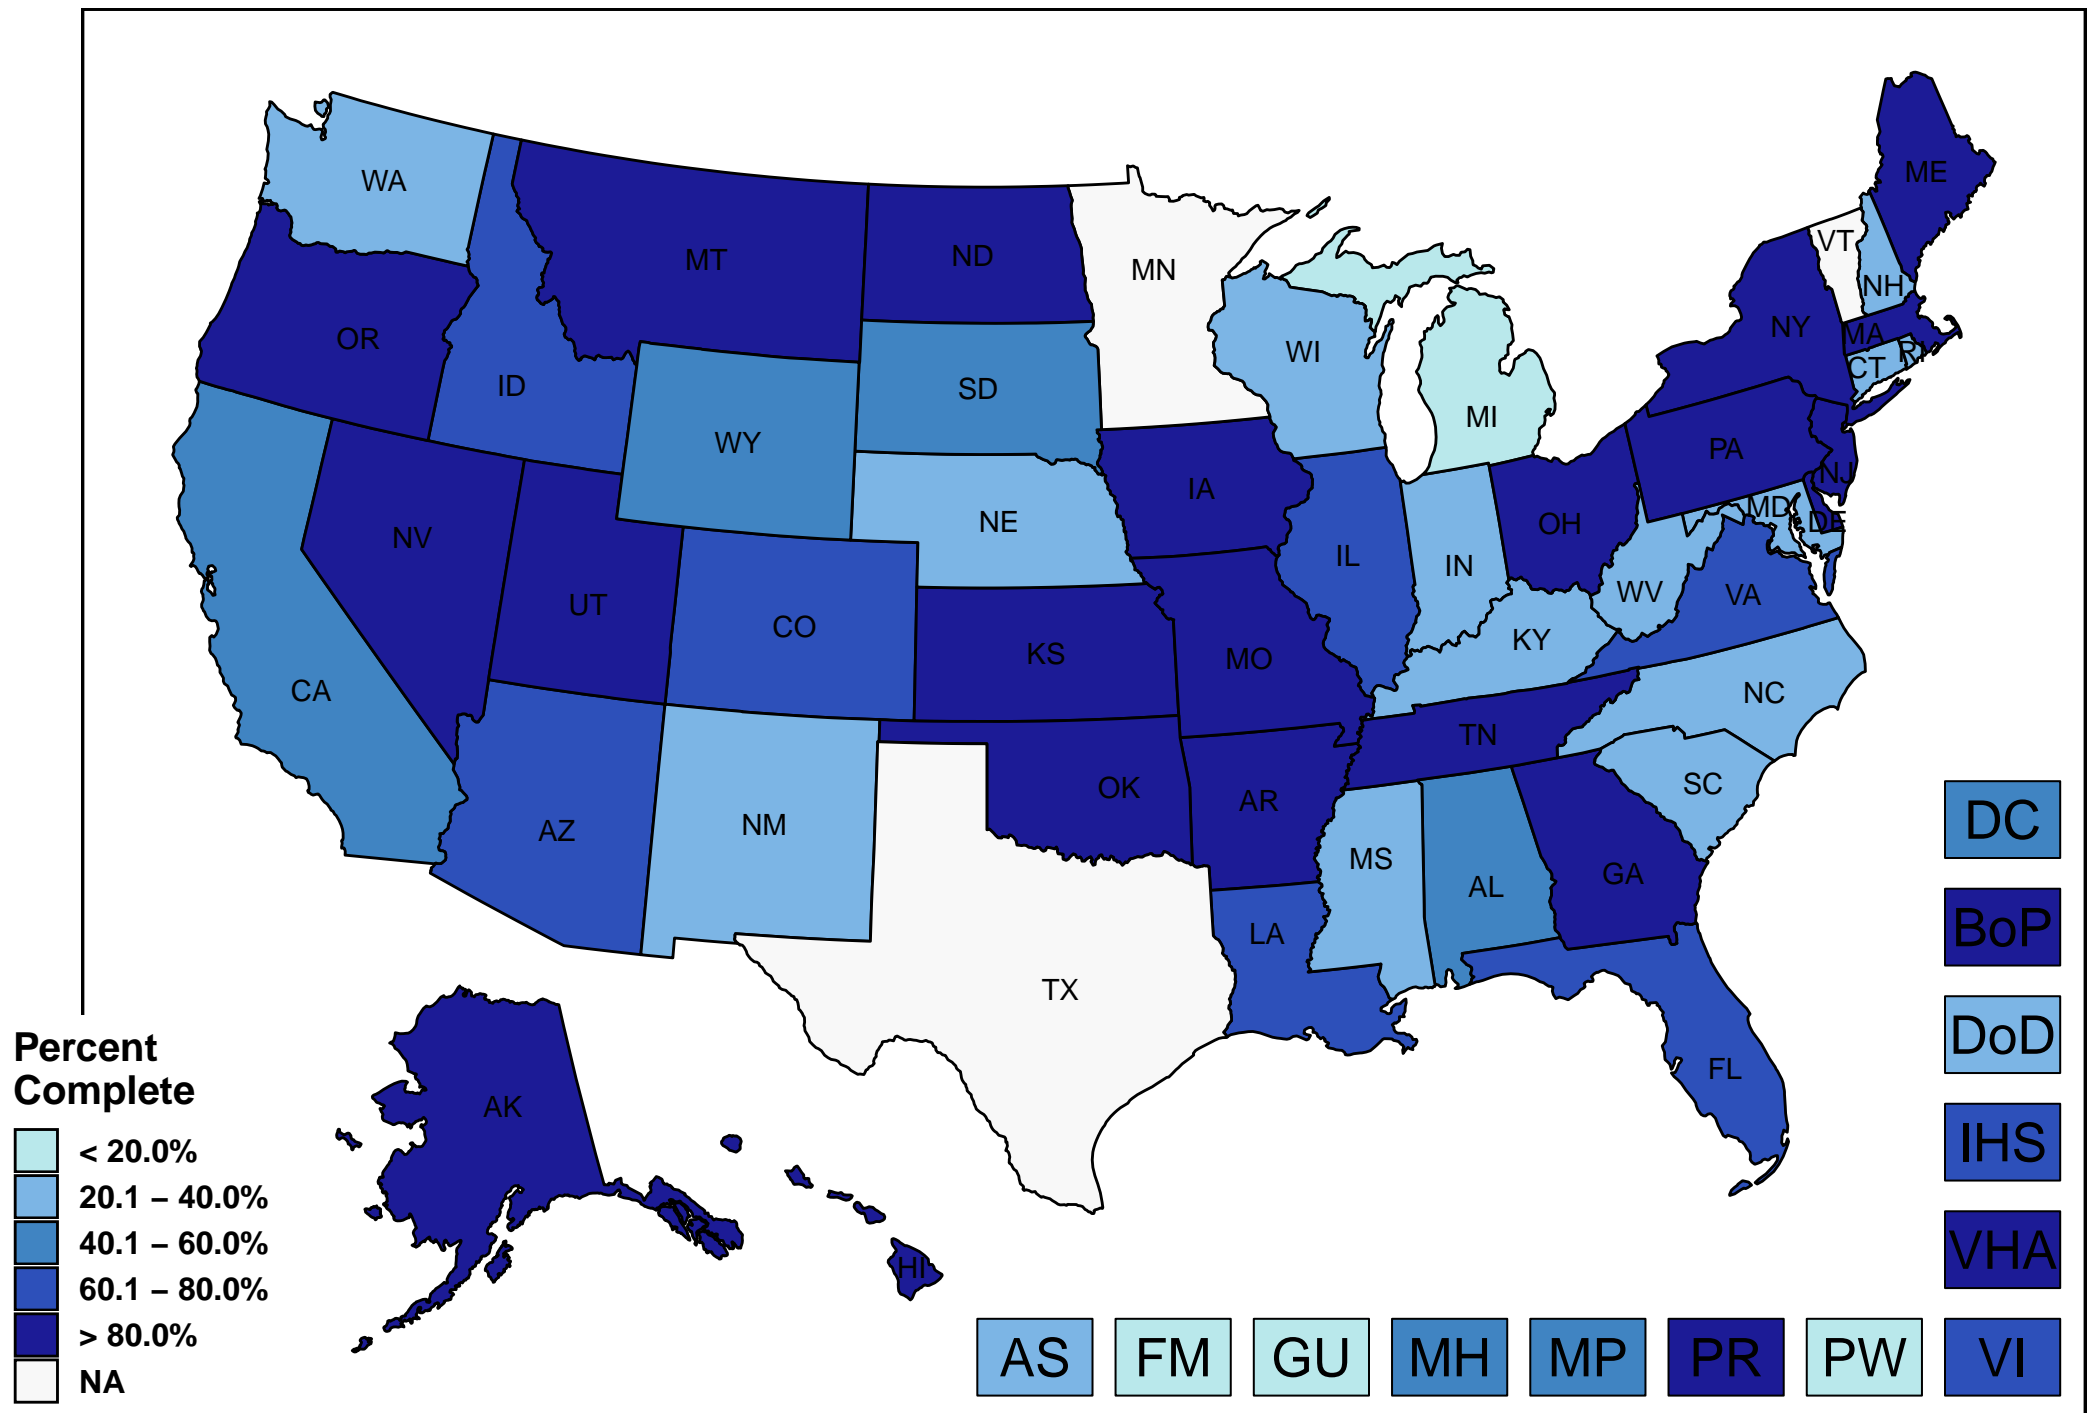 ME
WA
VT
MT
ND
MN
NH
NY
MA
OR
WI
RI
CT
ID
SD
MI
WY
PA
NJ
IA
MD
NE
OH
DE
NV
IL
IN
UT
WV
VA
CO
KY
KS
MO
CA
NC
TN
SC
OK
AR
NM
AZ
MS
GA
AL
LA
TX
FL
AK
HI
DC
BoP
DoD
IHS
VHA
Percent
Complete
< 20.0%
20.1 – 40.0%
40.1 – 60.0%
60.1 – 80.0%
> 80.0%
NA
AS FM GU MH MP PR PW VI